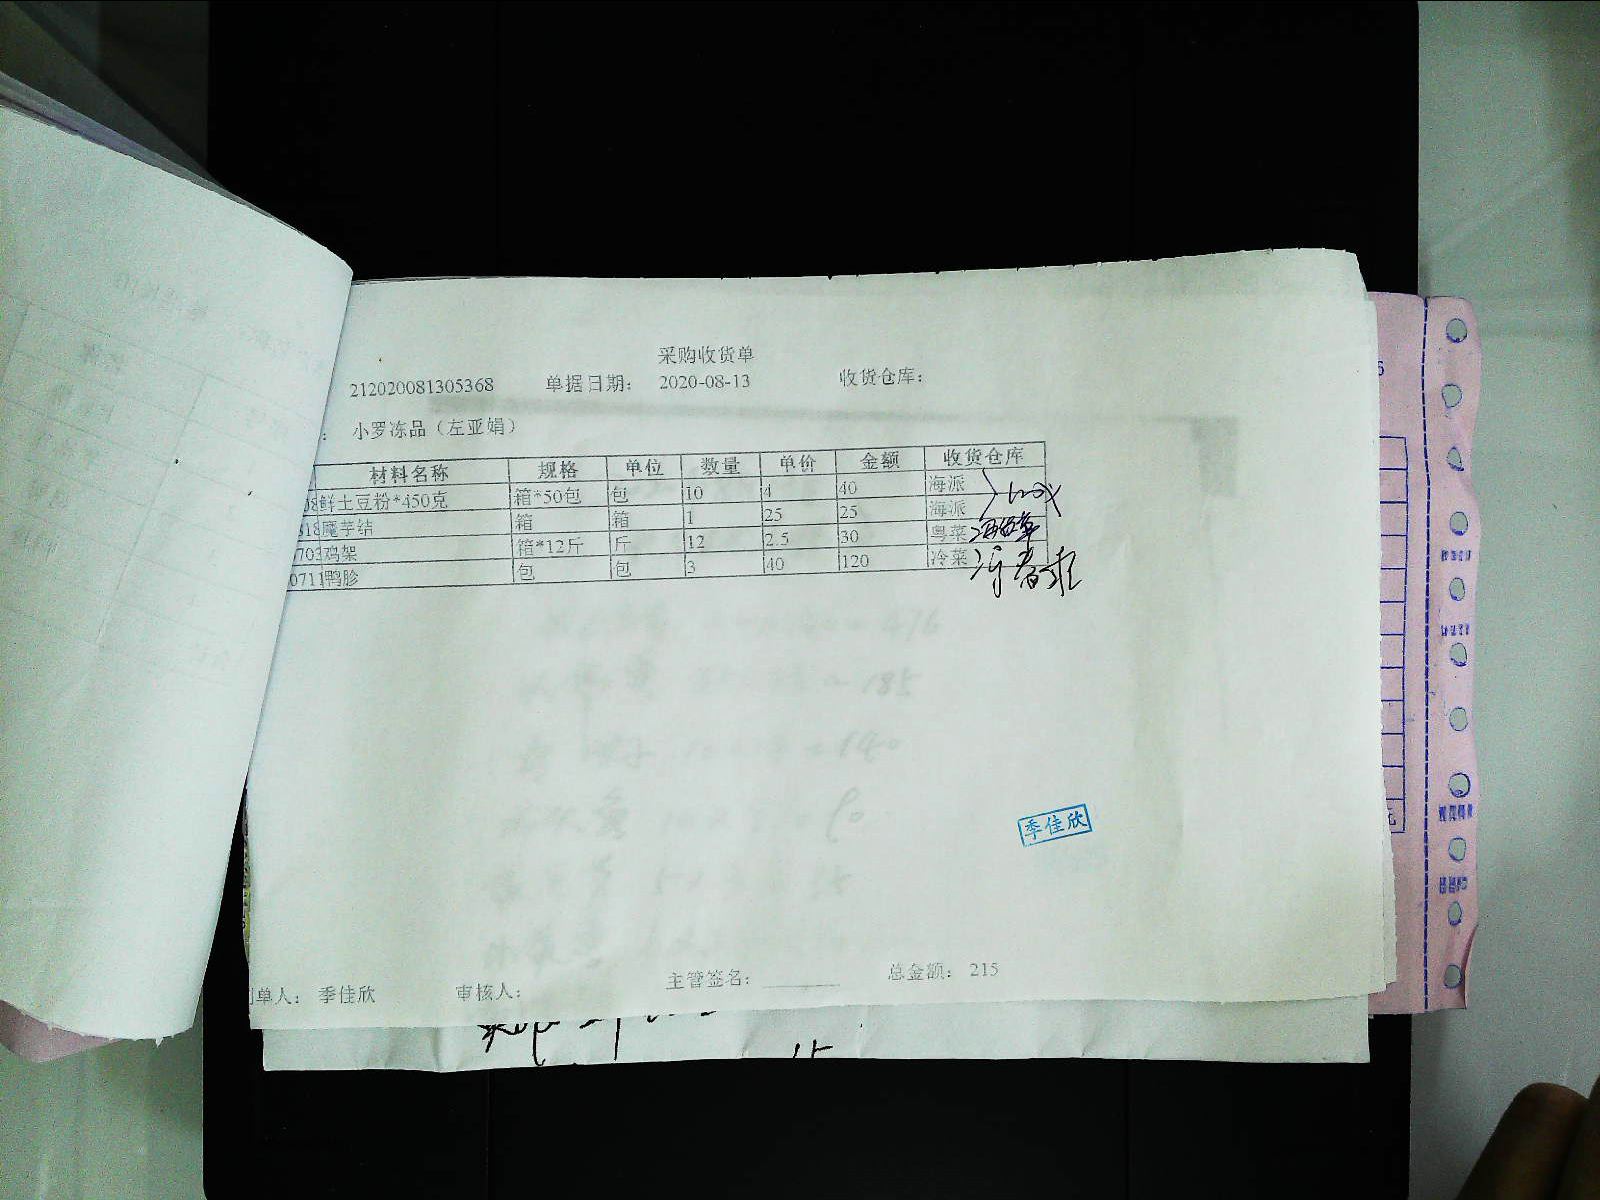 采购收货单
212020081305368 单据日期： 2020-08-13 收货仓库：
： 小罗冻品（左亚娟）
材料名称 规格 单位 数量 单价 金额 收货仓库
08 鲜土豆粉*450克 箱*50包 包 10 4 40 海派
318 魔芋结 箱 箱 1 25 25 海派
703 鸡架 箱*12斤 斤 12 2.5 30 粤菜
0711 鸭胗 包 包 3 40 120 冷菜
季佳欣
单人： 季佳欣 审核人： 主管签名： 总金额： 215